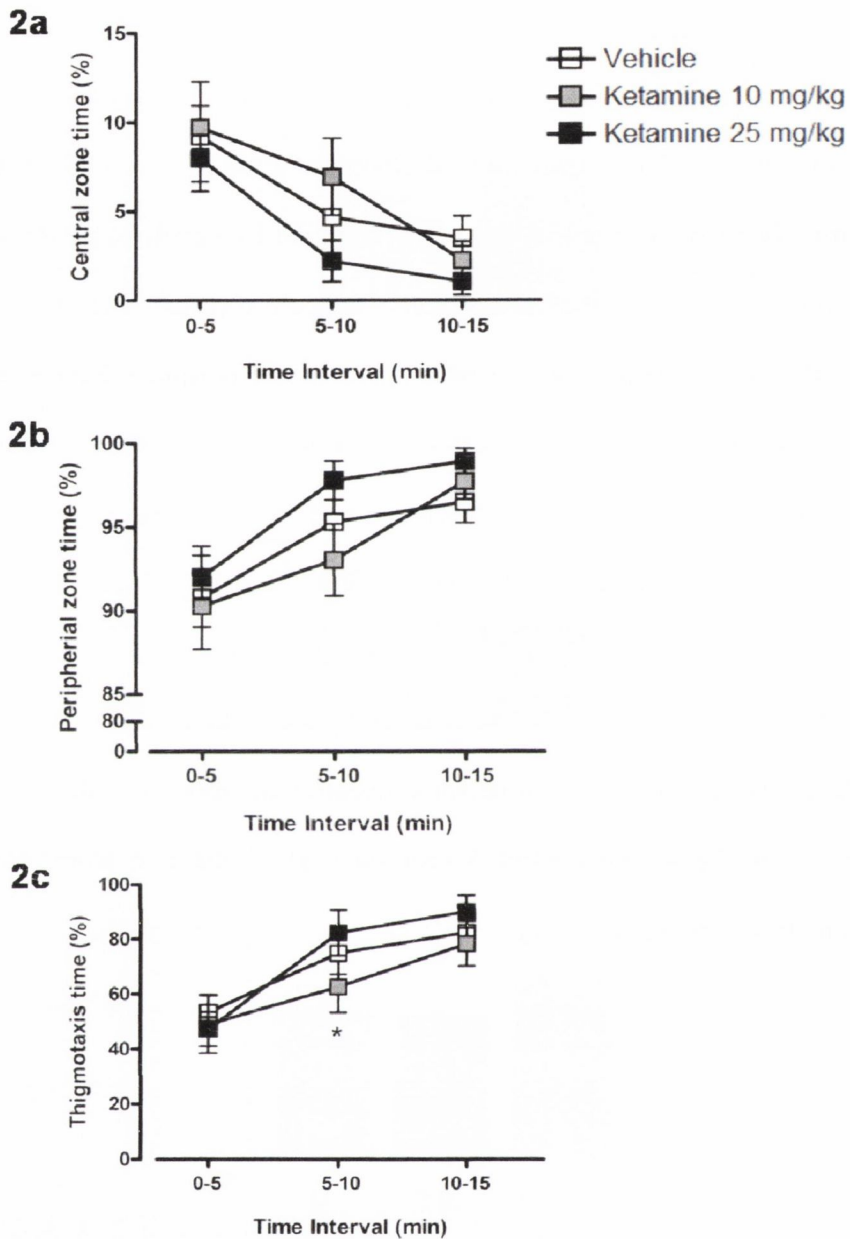 2a
Central zone time (%)
15
10
5
0
0-5
5-10
10-15
Time Interval (min)
Vehicle
Ketamine 10 mg/kg
Ketamine 25 mg/kg
2b
Peripherial zone time (%)
100
95
90
85
80
0
0-5
5-10
10-15
Time Interval (min)
2c
Thigmotaxis time (%)
100
80
60
40
20
0
*
0-5
5-10
10-15
Time Interval (min)